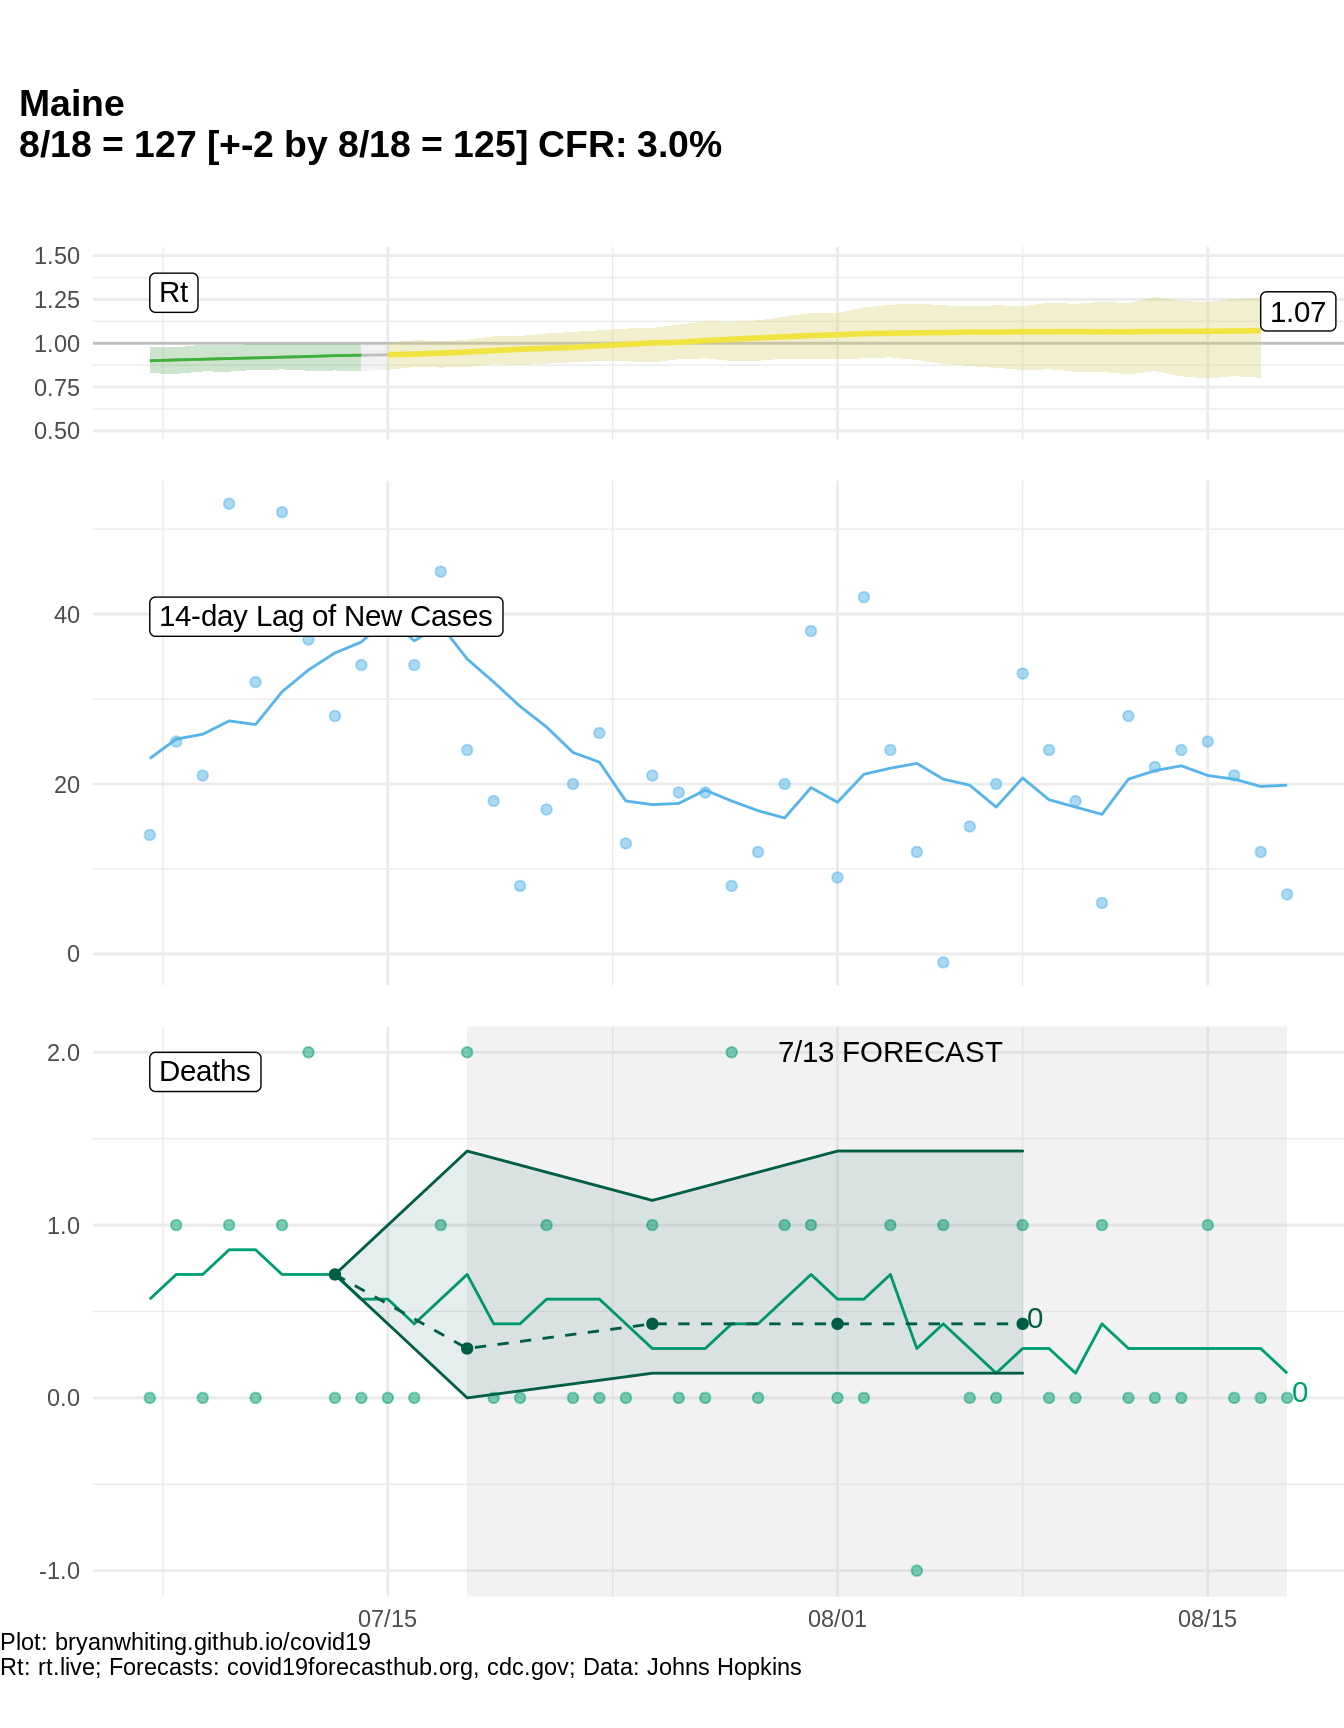 Maine
8/18 = 127 [+-2 by 8/18 = 125] CFR: 3.0%
1.50
1.25
1.00
0.75
0.50
Rt
1.07
40
20
0
14-day Lag of New Cases
2.0
1.0
0.0
-1.0
Deaths
7/13 FORECAST
0
0
07/15
08/01
08/15
Plot: bryanwhiting.github.io/covid19
Rt: rt.live; Forecasts: covid19forecasthub.org, cdc.gov; Data: Johns Hopkins